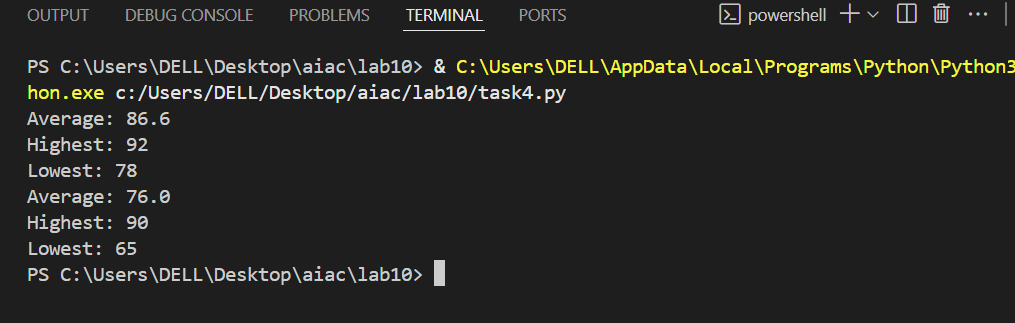 OUTPUT DEBUG CONSOLE PROBLEMS TERMINAL PORTS powershell
PS C:\Users\DELL\Desktop\aiac\lab10> & C:\Users\DELL\AppData\Local\Programs\Python\Python3
hon.exe c:/Users/DELL/Desktop/aiac/lab10/task4.py
Average: 86.6
Highest: 92
Lowest: 78
Average: 76.0
Highest: 90
Lowest: 65
PS C:\Users\DELL\Desktop\aiac\lab10>